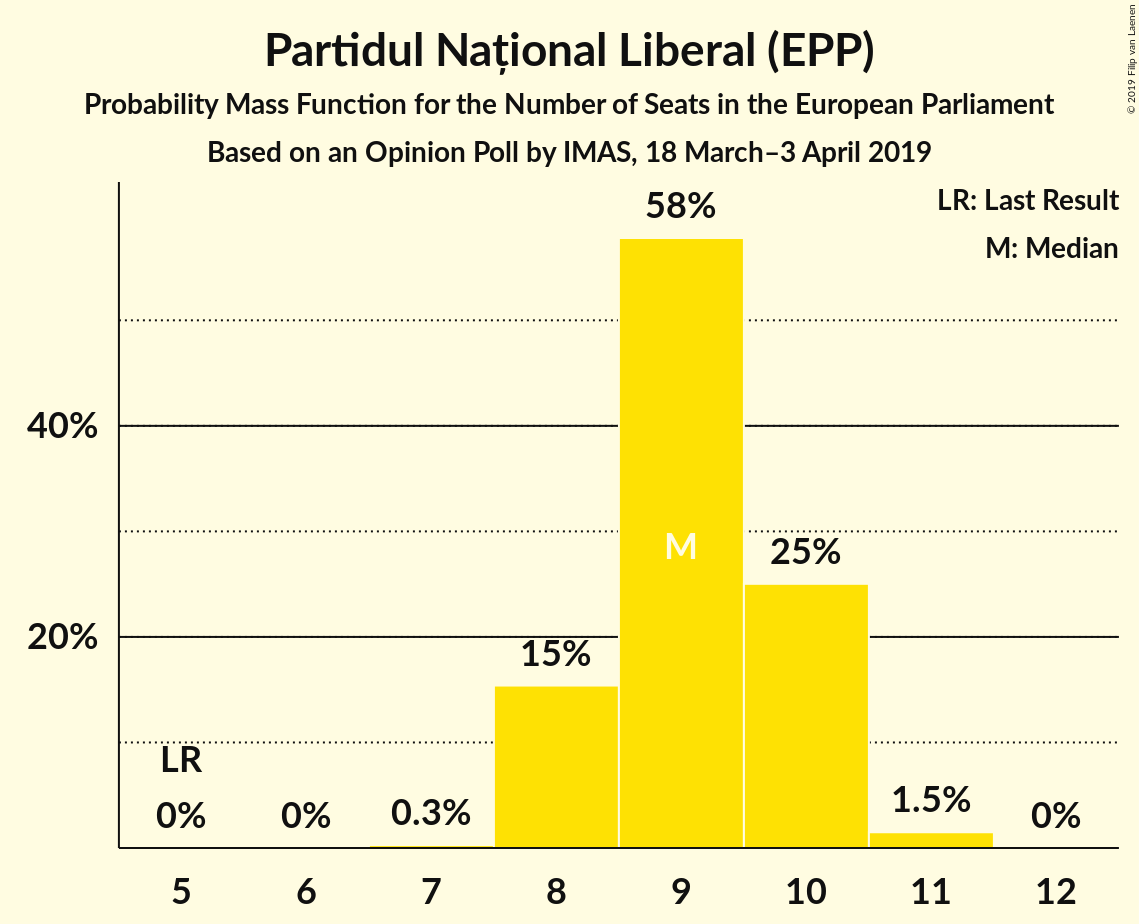 Partidul Național Liberal (EPP)
Probability Mass Function for the Number of Seats in the European Parliament
Based on an Opinion Poll by IMAS, 18 March–3 April 2019
© 2019 Filip van Laenen
LR: Last Result
M: Median
58%
40%
M
25%
20%
15%
LR
0%
0%
0.3%
1.5%
0%
5 6 7 8 9 10 11 12